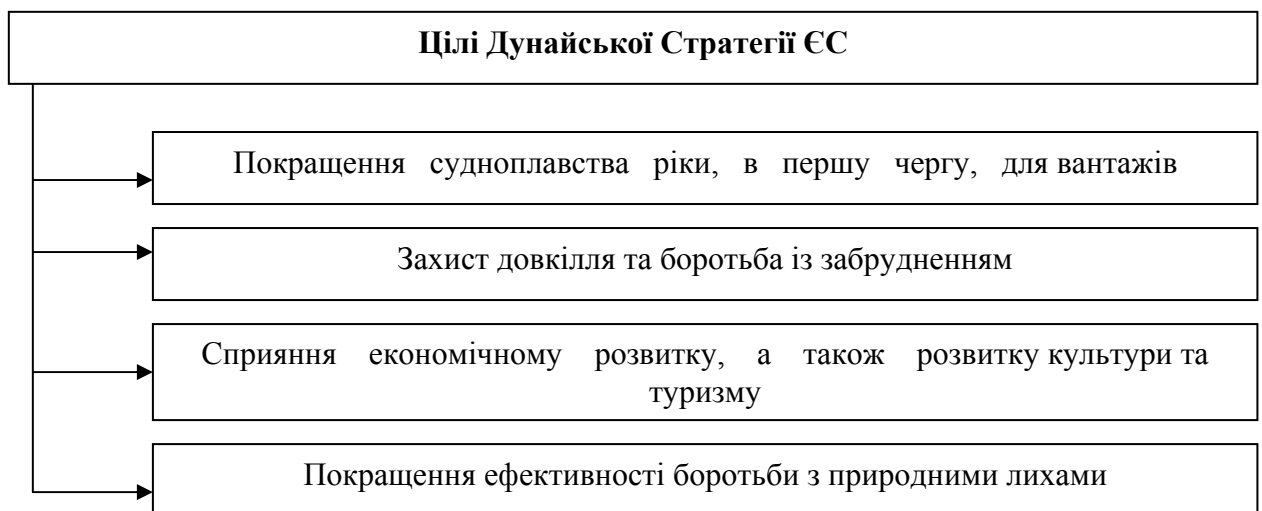 Цілі Дунайської Стратегії ЄС
Покращення судноплавства ріки, в першу чергу, для вантажів
Захист довкілля та боротьба із забрудненням
Сприяння економічному розвитку, а також розвитку культури та
туризму
Покращення ефективності боротьби з природними лихами